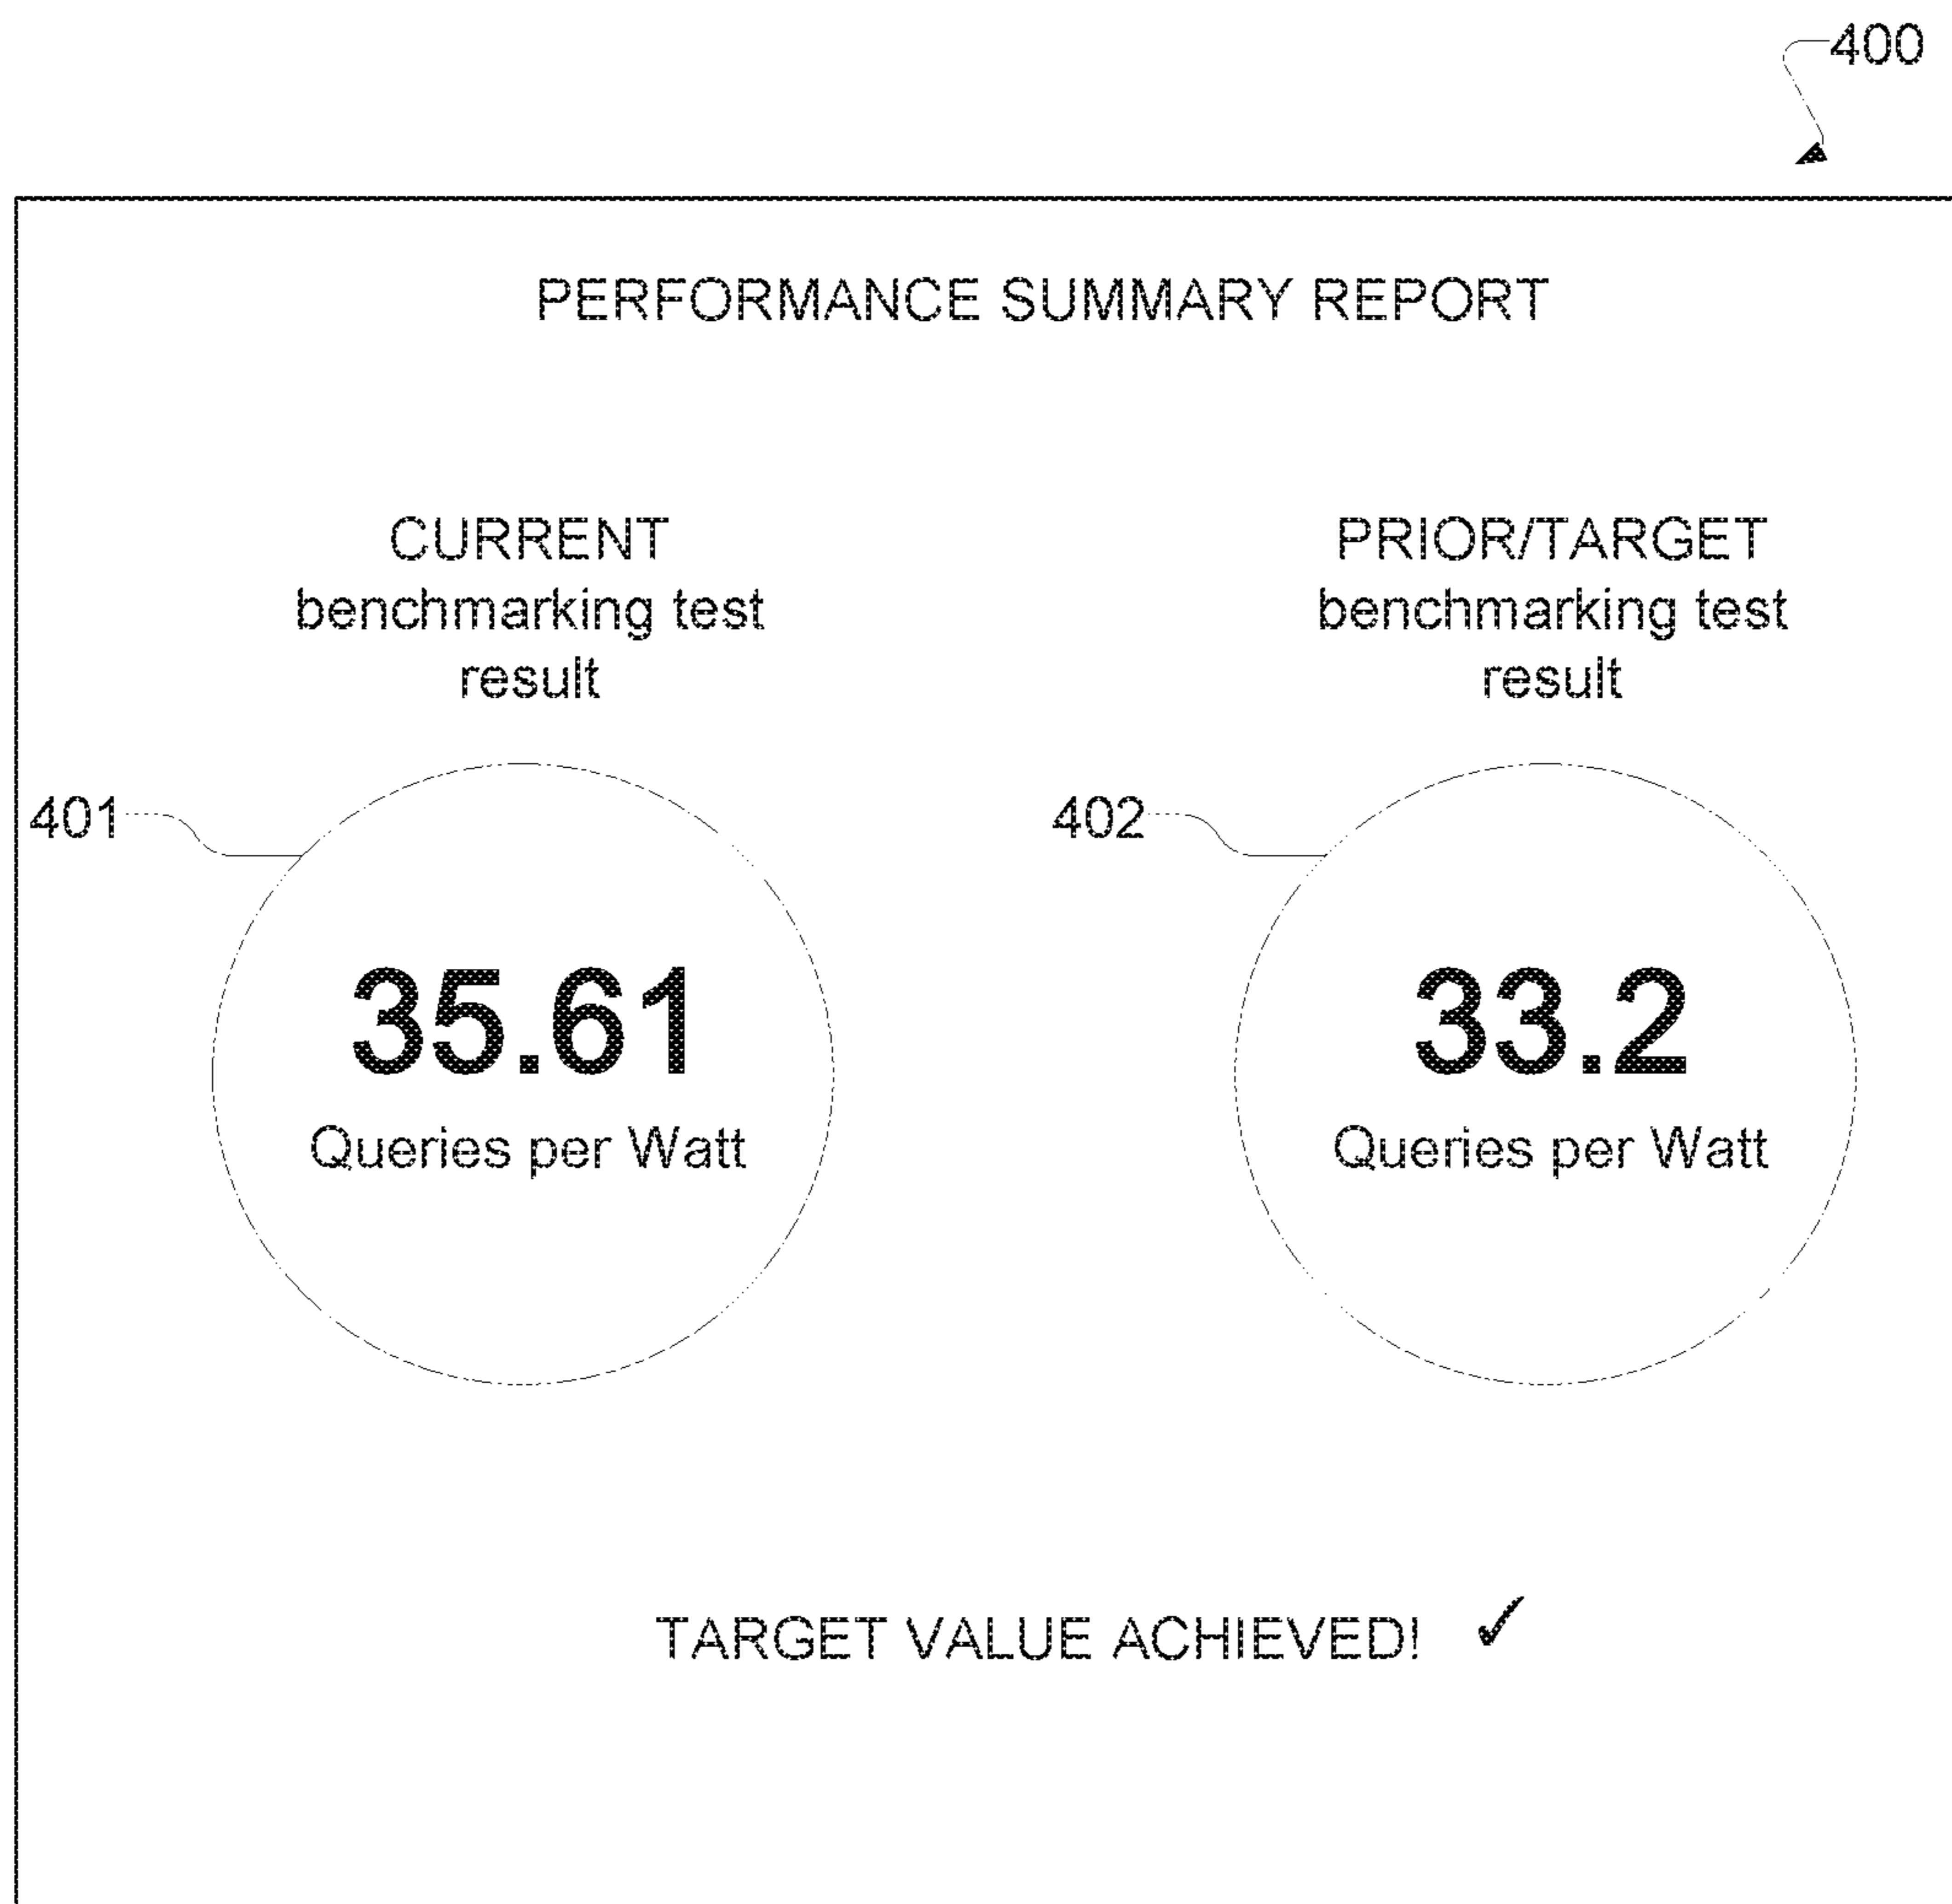 400
PERFORMANCE SUMMARY REPORT
CURRENT
benchmarking test
result
PRIOR/TARGET
benchmarking test
result
401
402
35.61
Queries per Watt
33.2
Queries per Watt
TARGET VALUE ACHIEVED! ✓